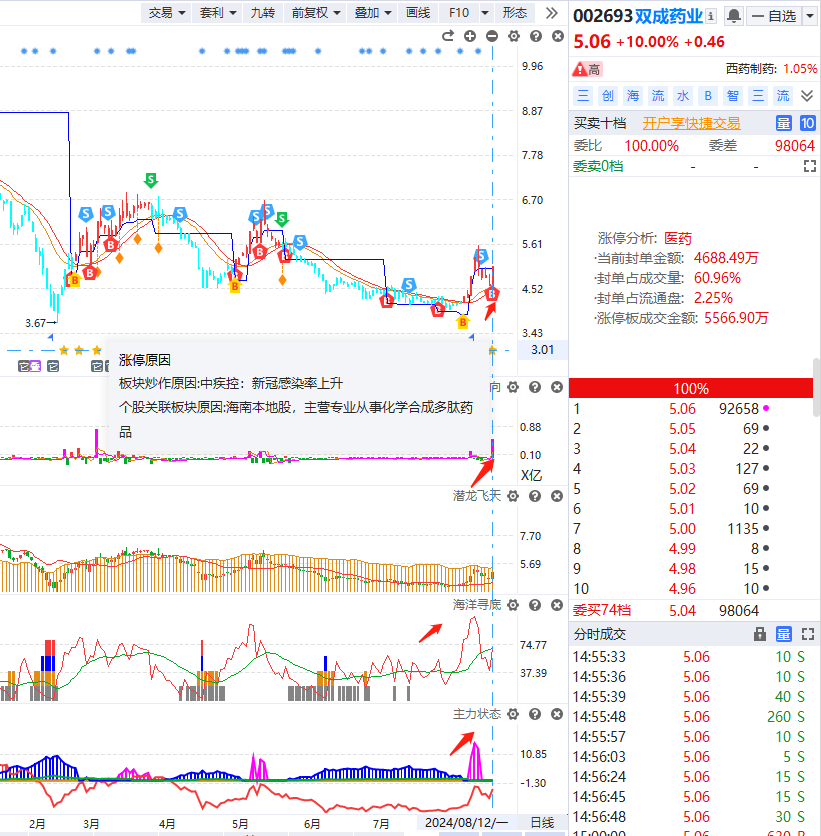 交易 套利 九转 前复权 叠加 画线 F10 形态
002693双成药业
自选
5.06 +10.00% +0.46
高 西药制药: 1.05%
三 创 海 流 水 B 智 三 流
买卖十档 开户享快捷交易 量 10
委比 100.00% 委差 98064
委卖0档 - -
涨停分析: 医药
·当前封单金额: 4688.49万
·封单占成交量: 60.96%
·封单占流通盘: 2.25%
·涨停板成交金额: 5566.90万
100%
1 5.06 92658
2 5.05 69
3 5.04 22
4 5.03 127
5 5.02 69
6 5.01 10
7 5.00 1135
8 4.99 8
9 4.98 15
10 4.96 10
委买74档 5.04 98064
分时成交 量
14:55:33 5.06 10 S
14:55:36 5.06 10 S
14:55:39 5.06 40 S
14:55:48 5.06 260 S
14:55:57 5.06 10 S
14:56:03 5.06 5 S
14:56:24 5.06 15 S
14:56:45 5.06 15 S
14:56:48 5.06 30 S
9.96
8.87
7.78
6.70
5.61
4.52
3.43
3.01
3.67
涨停原因
板块炒作原因:中疾控：新冠感染率上升
个股关联板块原因:海南本地股，主营专业从事化学合成多肽药
品
向
0.88
0.10
X亿
潜龙飞天
7.70
5.69
海洋寻底
74.77
37.39
主力状态
10.85
-1.30
2月 3月 4月 5月 6月 7月 2024/08/12/一 日线